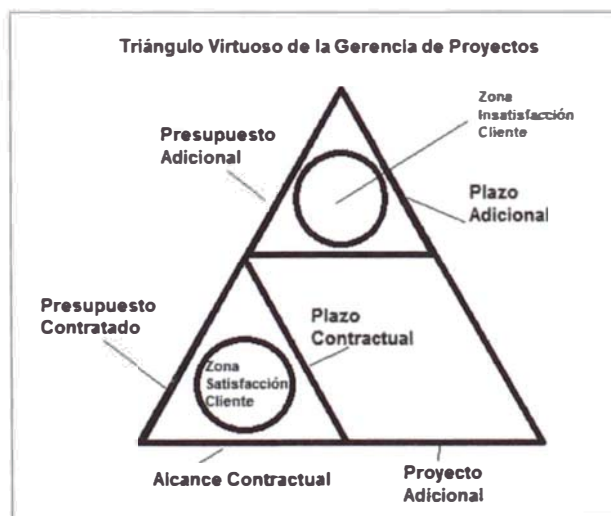 Triángulo Virtuoso de la Gerencia de Proyectos
Zona
Insatisfacción
Cliente
Presupuesto
Adicional
Plazo
Adicional
Presupuesto
Contratado
Plazo
Contractual
Zona
Satisfacción
Cliente
Alcance Contractual
Proyecto
Adicional